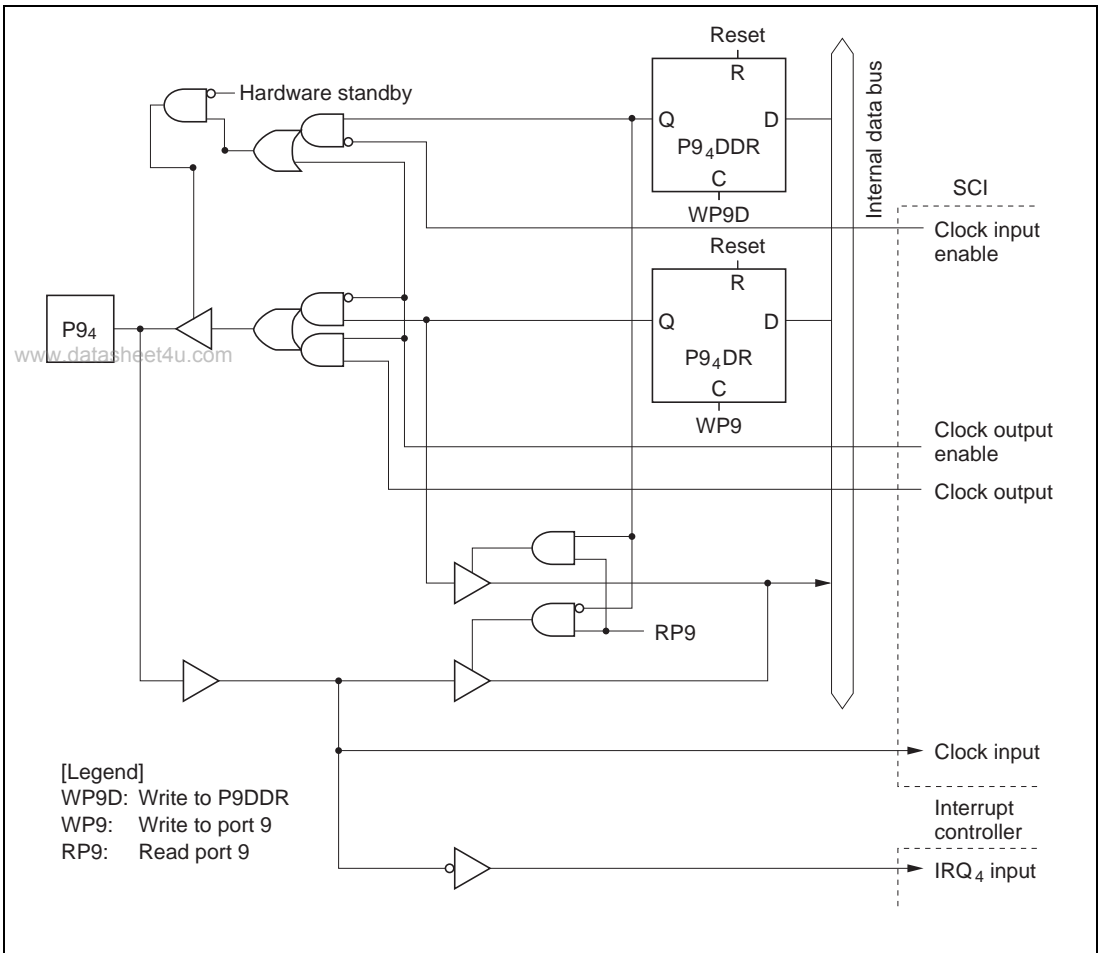 Reset
R
Hardware standby
Q
D
P9₄DDR
C
WP9D
Internal data bus
SCI
Clock input
enable
Reset
R
Q
D
P9₄DR
C
WP9
P9₄
www.datasheet4u.com
Clock output
enable
Clock output
RP9
Clock input
[Legend]
WP9D: Write to P9DDR
WP9: Write to port 9
RP9: Read port 9
Interrupt
controller
IRQ₄ input